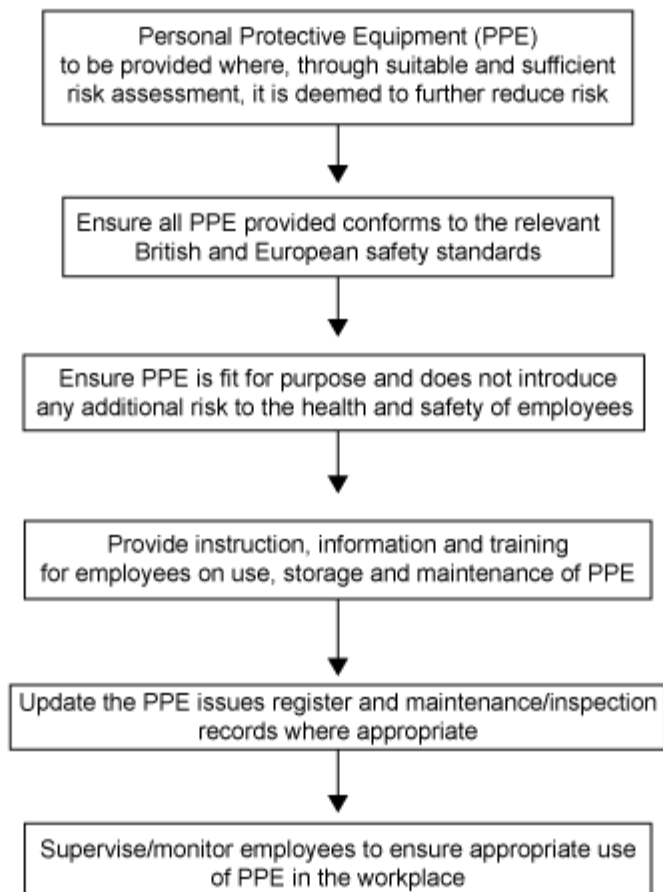 Personal Protective Equipment (PPE)
to be provided where, through suitable and sufficient
risk assessment, it is deemed to further reduce risk
Ensure all PPE provided conforms to the relevant
British and European safety standards
Ensure PPE is fit for purpose and does not introduce
any additional risk to the health and safety of employees
Provide instruction, information and training
for employees on use, storage and maintenance of PPE
Update the PPE issues register and maintenance/inspection
records where appropriate
Supervise/monitor employees to ensure appropriate use
of PPE in the workplace